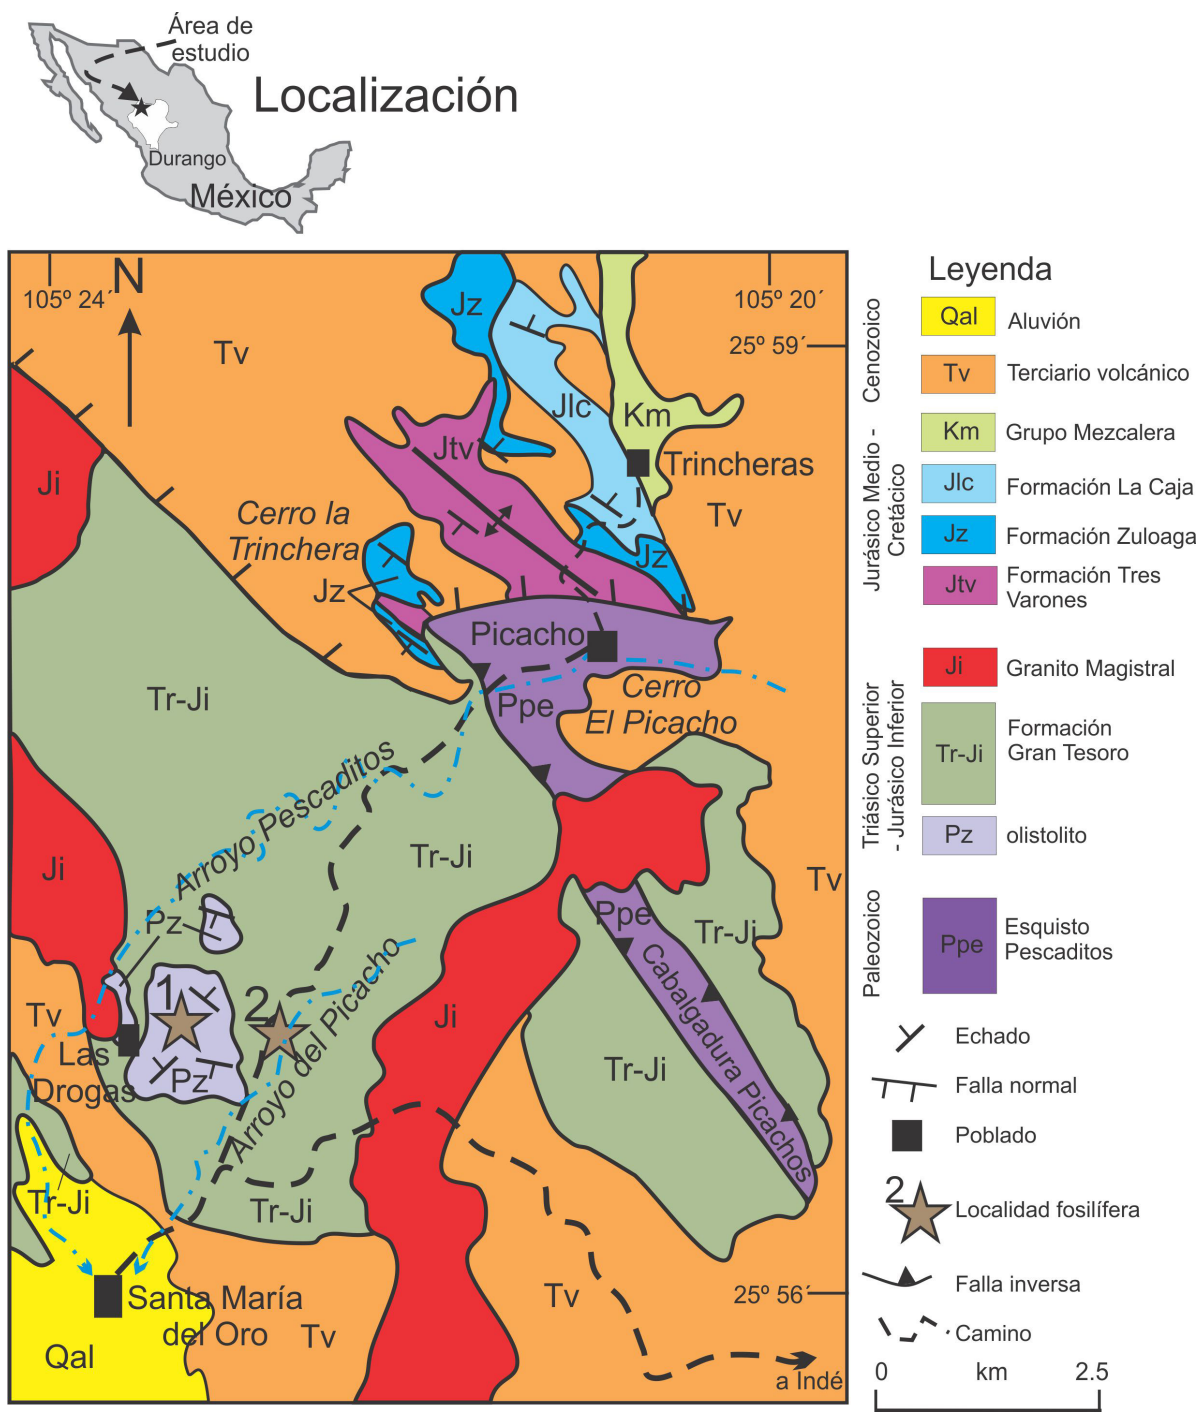 Área de
estudio
Localización
Durango
México
105º 24´
N
105º 20´
25º 59´
Tv
Jz
Jlc
Km
Jtv
Trincheras
Tv
Ji
Cerro la
Trinchera
Jz
Jz
Picacho
Ppe
Cerro
El Picacho
Tr-Ji
Arroyo Pescaditos
Tr-Ji
Ji
Tv
Pz
Ppe
Tr-Ji
Cabalgadura Picachos
1
2
Arroyo del Picacho
Ji
Tv
Las
Drogas
Pz
Tr-Ji
Tr-Ji
Tr-Ji
Santa María
del Oro
Tv
Tv
25º 56´
Qal
a Indé
Leyenda
Cenozoico
Qal
Aluvión
Tv
Terciario volcánico
Jurásico Medio -
Cretácico
Km
Grupo Mezcalera
Jlc
Formación La Caja
Jz
Formación Zuloaga
Jtv
Formación Tres
Varones
Triásico Superior
- Jurásico Inferior
Ji
Granito Magistral
Tr-Ji
Formación
Gran Tesoro
Pz
olistolito
Paleozoico
Ppe
Esquisto
Pescaditos
Echado
Falla normal
Poblado
2
Localidad fosilífera
Falla inversa
Camino
0
km
2.5